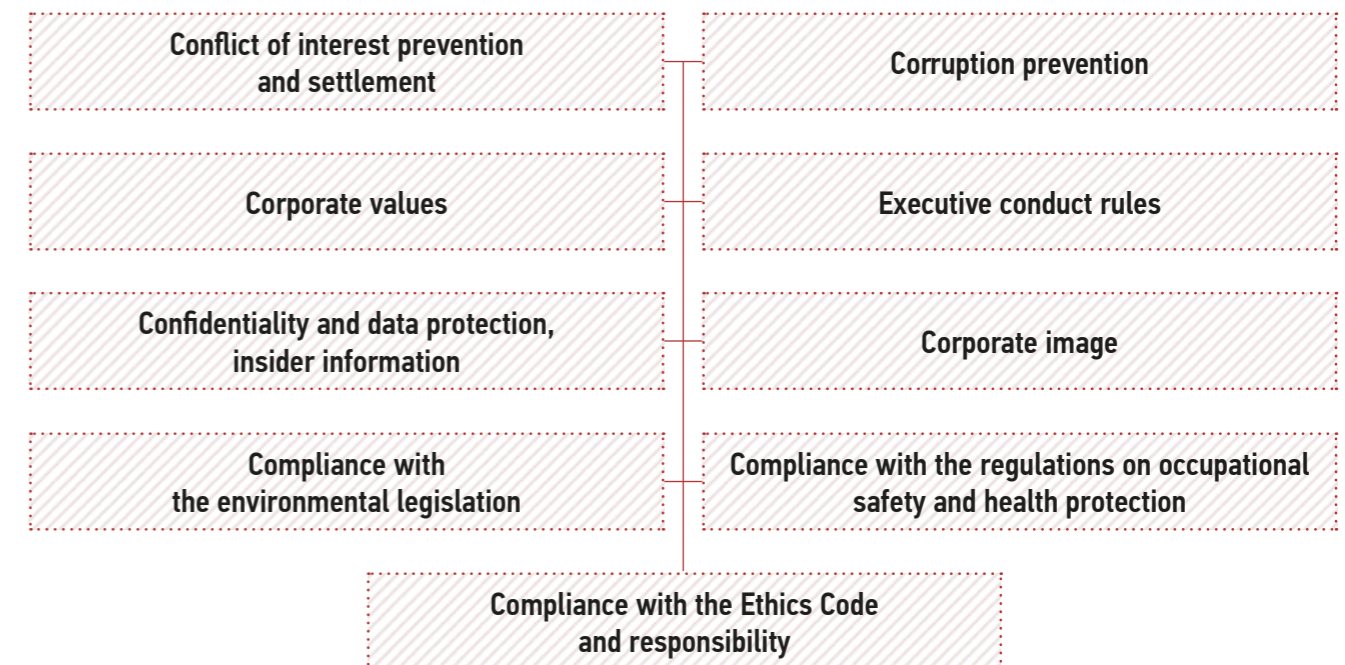 Conflict of interest prevention
and settlement
Corruption prevention
Corporate values
Executive conduct rules
Confidentiality and data protection,
insider information
Corporate image
Compliance with
the environmental legislation
Compliance with the regulations on occupational
safety and health protection
Compliance with the Ethics Code
and responsibility